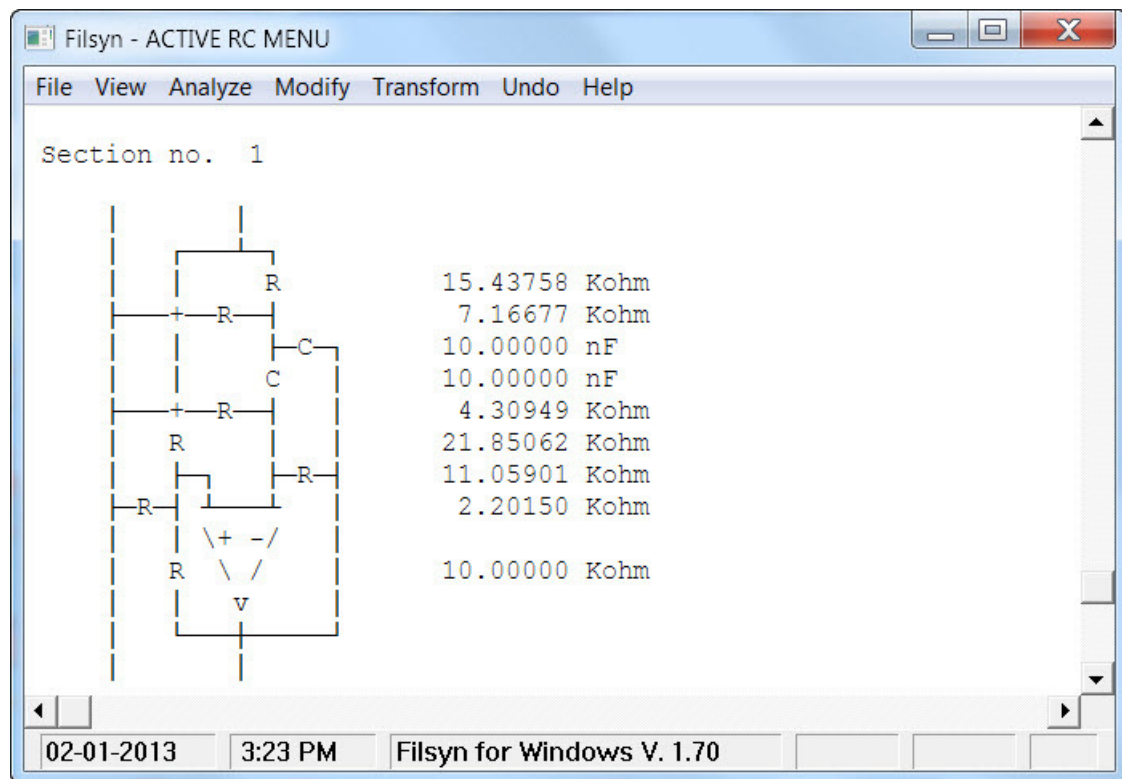 Filsyn - ACTIVE RC MENU
File View Analyze Modify Transform Undo Help
Section no. 1
R 15.43758 Kohm
+ R 7.16677 Kohm
C 10.00000 nF
C 10.00000 nF
+ R 4.30949 Kohm
R 21.85062 Kohm
R 11.05901 Kohm
R 2.20150 Kohm
\+ -/
R \ / 10.00000 Kohm
v
02-01-2013 3:23 PM Filsyn for Windows V. 1.70